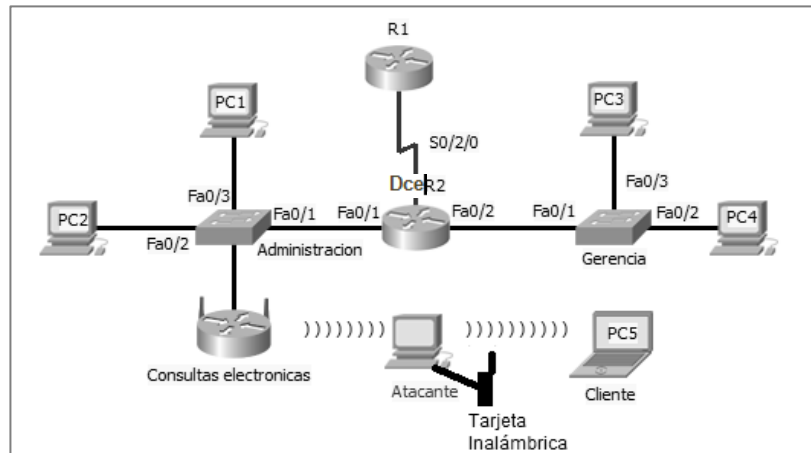 R1
PC1
PC3
S0/2/0
DceR2
Fa0/3
Fa0/3
PC2
Fa0/1
Fa0/1
Fa0/2
Fa0/1
Fa0/2
PC4
Fa0/2
Administracion
Gerencia
PC5
Consultas electronicas
Atacante
Cliente
Tarjeta
Inalámbrica